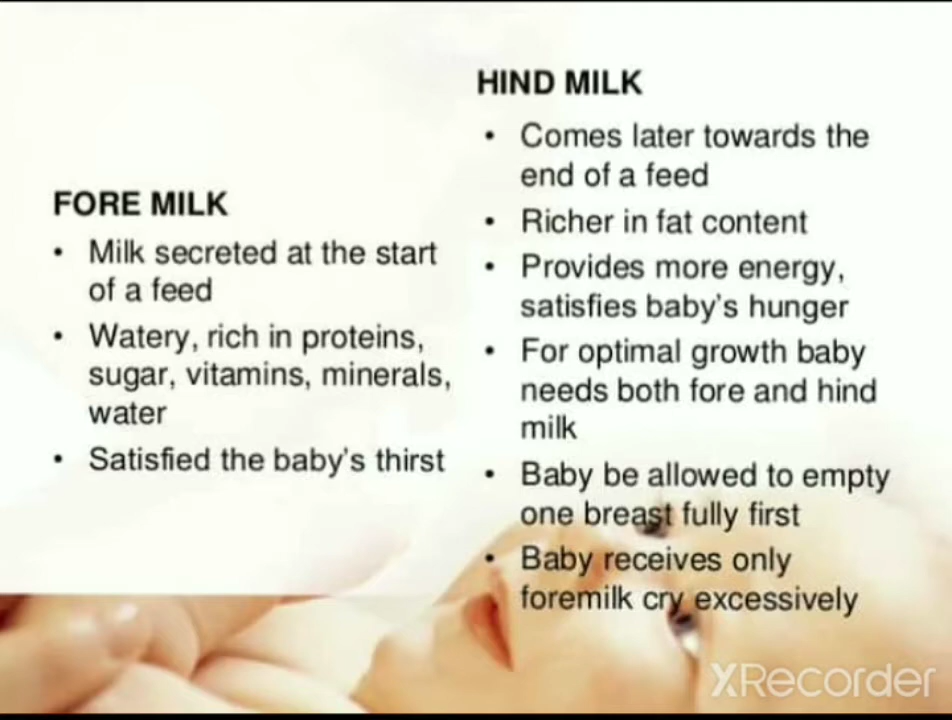 FORE MILK
• Milk secreted at the start
of a feed
• Watery, rich in proteins,
sugar, vitamins, minerals,
water
• Satisfied the baby's thirst
HIND MILK
• Comes later towards the
end of a feed
• Richer in fat content
• Provides more energy,
satisfies baby's hunger
• For optimal growth baby
needs both fore and hind
milk
• Baby be allowed to empty
one breast fully first
• Baby receives only
foremilk cry excessively
XRecorder